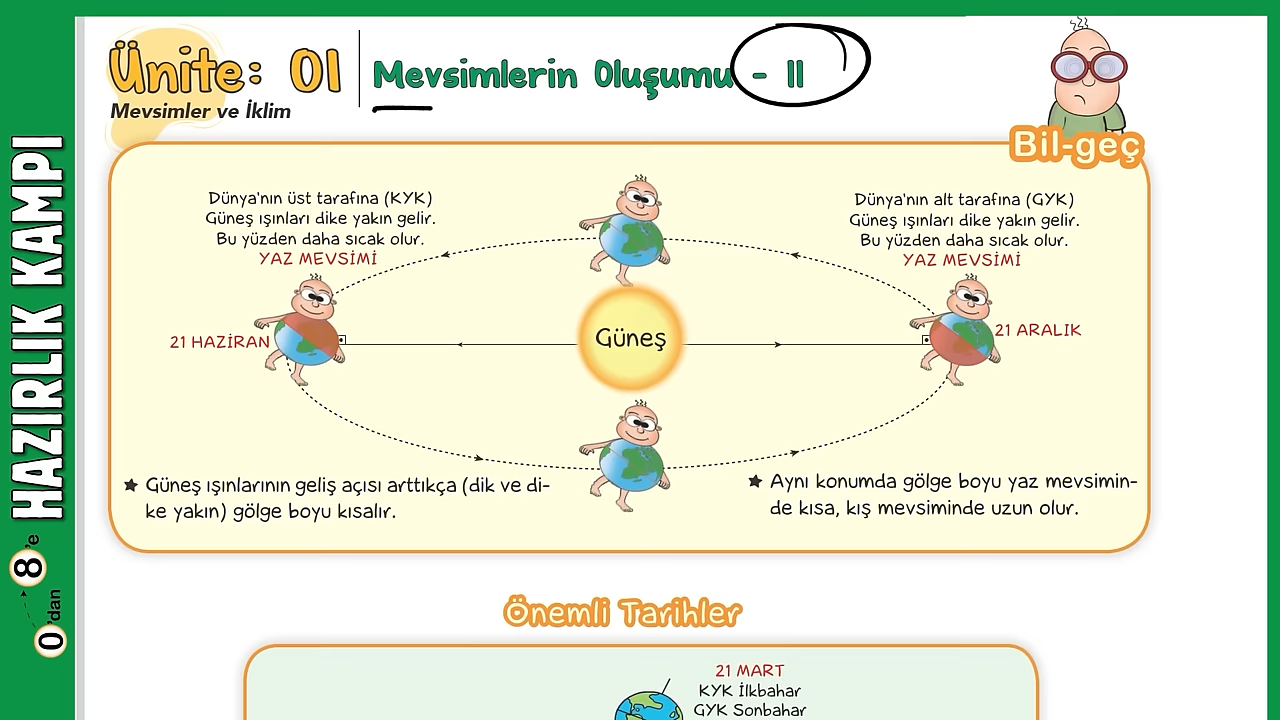 Ünite: 01
Mevsimler ve İklim
Mevsimlerin Oluşumu - II
Bil-geç
HAZIRLIK KAMPI
0'dan 8'e
Dünya'nın üst tarafına (KYK)
Güneş ışınları dike yakın gelir.
Bu yüzden daha sıcak olur.
YAZ MEVSİMİ
Dünya'nın alt tarafına (GYK)
Güneş ışınları dike yakın gelir.
Bu yüzden daha sıcak olur.
YAZ MEVSİMİ
21 HAZİRAN
Güneş
21 ARALIK
★ Güneş ışınlarının geliş açısı arttıkça (dik ve di-
ke yakın) gölge boyu kısalır.
★ Aynı konumda gölge boyu yaz mevsimin-
de kısa, kış mevsiminde uzun olur.
Önemli Tarihler
21 MART
KYK İlkbahar
GYK Sonbahar